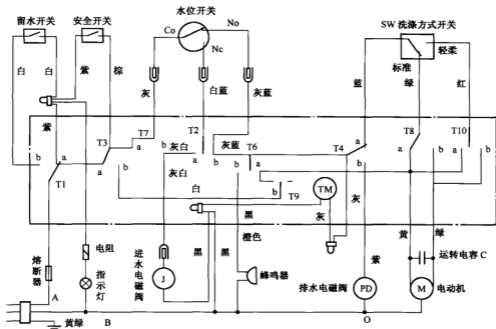 留水开关
安全开关
水位开关
SW 洗涤方式开关
Co
No
Nc
轻柔
标准
白
白
紫
棕
灰
白蓝
灰蓝
蓝
绿
红
紫
T7
T2
T8
T10
a
b
T3
a
b
灰白
b
a
灰蓝
T6
T4
a
b
a
b
a
b
b
a
T1
b
灰白
白
b
a
T9
TM
灰
灰
黑
橙色
黄
绿
熔断器
电阻
指示灯
进水电磁阀
J
黑
黑
蜂鸣器
紫
排水电磁阀
PD
运转电容 C
M
电动机
A
黄绿
B
O